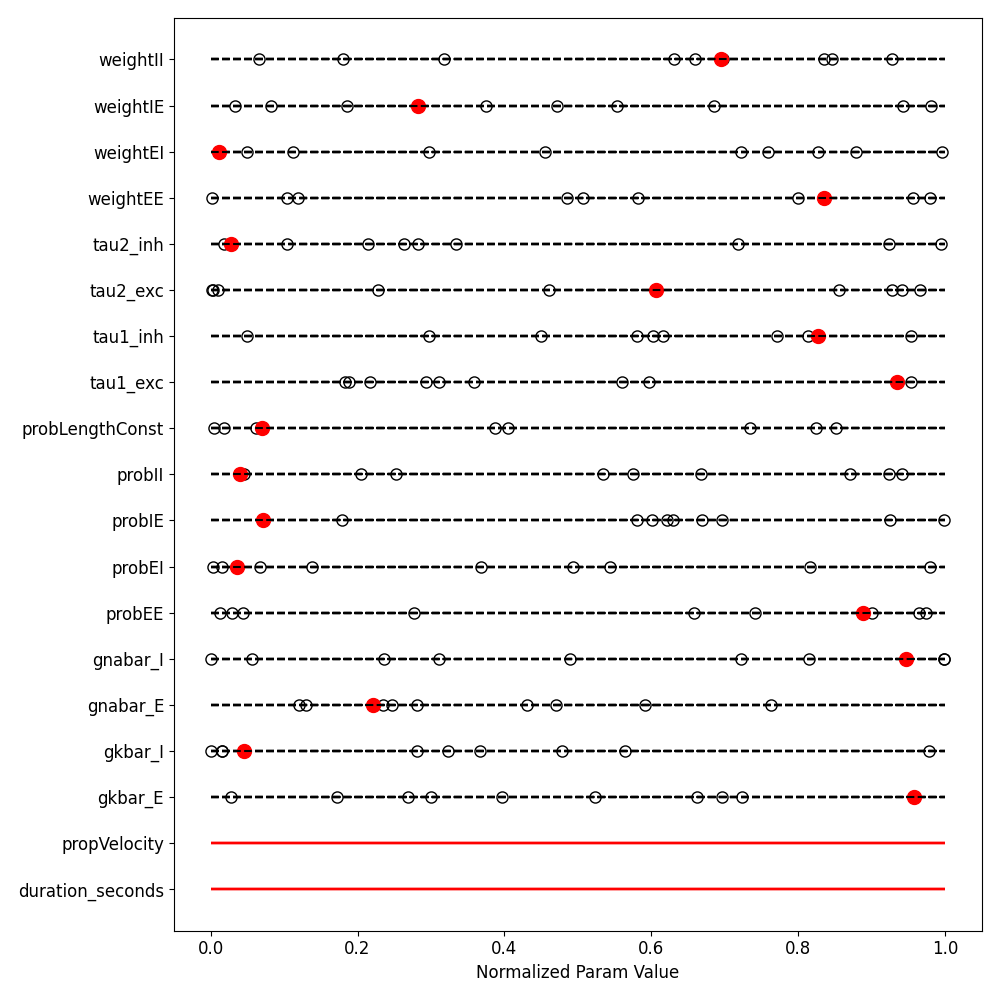 weightII
weightIE
weightEI
weightEE
tau2_inh
tau2_exc
tau1_inh
tau1_exc
probLengthConst
probII
probIE
probEI
probEE
gnabar_I
gnabar_E
gkbar_I
gkbar_E
propVelocity
duration_seconds
0.0 0.2 0.4 0.6 0.8 1.0
Normalized Param Value